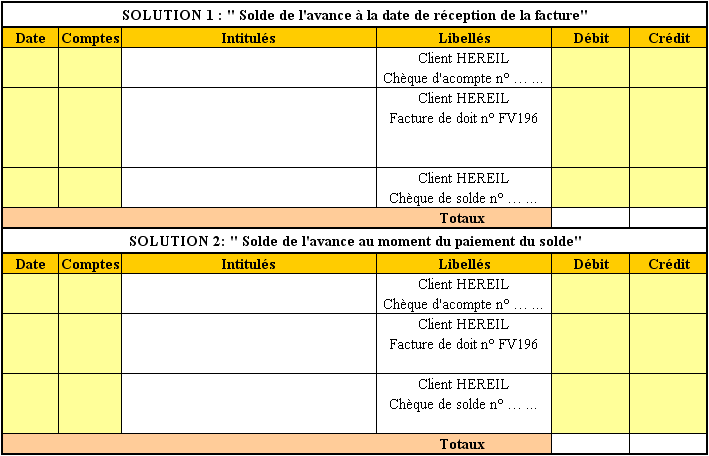 SOLUTION 1 : " Solde de l'avance à la date de réception de la facture"
Date Comptes Intitulés Libellés Débit Crédit
Client HEREIL
Chèque d'acompte n° … ...
Client HEREIL
Facture de doit n° FV196
Client HEREIL
Chèque de solde n° … ...
Totaux
SOLUTION 2: " Solde de l'avance au moment du paiement du solde"
Date Comptes Intitulés Libellés Débit Crédit
Client HEREIL
Chèque d'acompte n° … ...
Client HEREIL
Facture de doit n° FV196
Client HEREIL
Chèque de solde n° … ...
Totaux